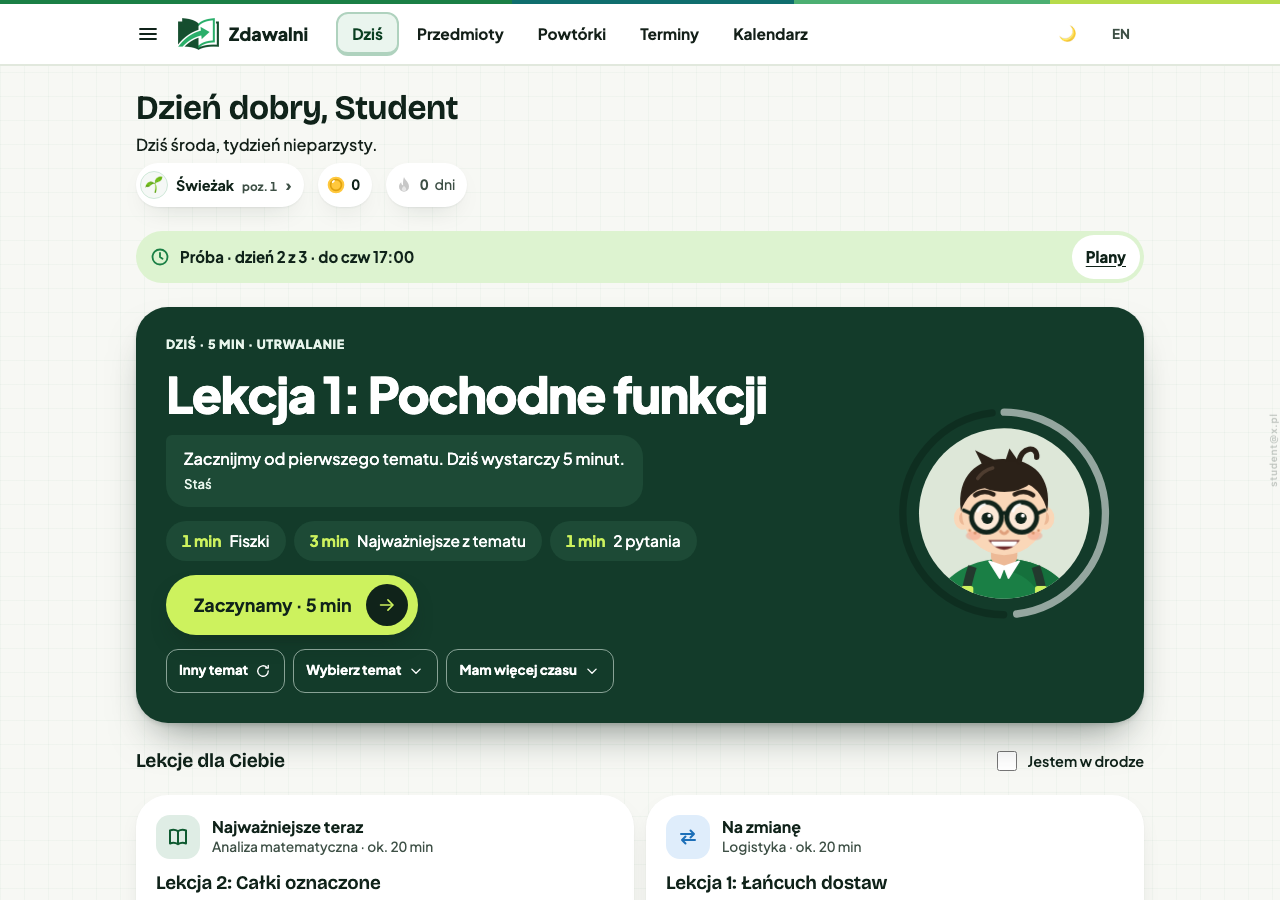 Zdawalni
Dziś
Przedmioty
Powtórki
Terminy
Kalendarz
EN
Dzień dobry, Student
Dziś środa, tydzień nieparzysty.
Świeżak poz. 1 ›
0
0 dni
Próba · dzień 2 z 3 · do czw 17:00
Plany
DZIŚ · 5 MIN · UTRWALANIE
Lekcja 1: Pochodne funkcji
Zacznijmy od pierwszego tematu. Dziś wystarczy 5 minut.
Staś
1 min Fiszki
3 min Najważniejsze z tematu
1 min 2 pytania
Zaczynamy · 5 min
Inny temat
Wybierz temat
Mam więcej czasu
student@x.pl
Lekcje dla Ciebie
Jestem w drodze
Najważniejsze teraz
Analiza matematyczna · ok. 20 min
Lekcja 2: Całki oznaczone
Na zmianę
Logistyka · ok. 20 min
Lekcja 1: Łańcuch dostaw